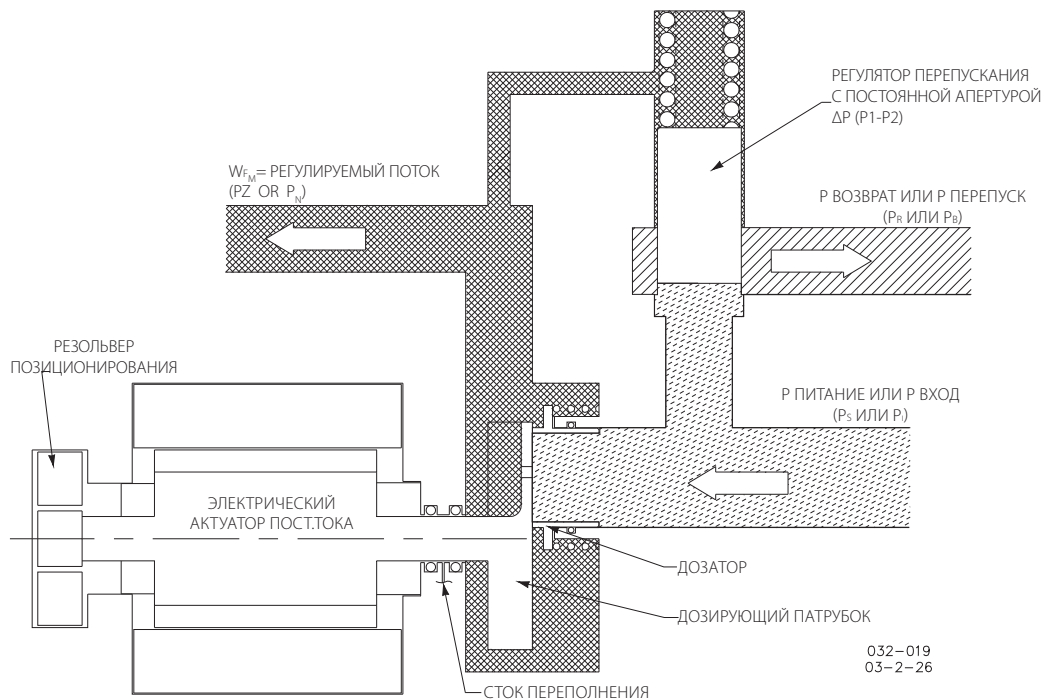 РЕГУЛЯТОР ПЕРЕПУСКАНИЯ
С ПОСТОЯННОЙ АПЕРТУРОЙ
ΔP (P1-P2)
WFM= РЕГУЛИРУЕМЫЙ ПОТОК
(PZ OR PN)
P ВОЗВРАТ ИЛИ P ПЕРЕПУСК
(PR ИЛИ PB)
РЕЗОЛЬВЕР
ПОЗИЦИОНИРОВАНИЯ
P ПИТАНИЕ ИЛИ P ВХОД
(PS ИЛИ PI)
ЭЛЕКТРИЧЕСКИЙ
АКТУАТОР ПОСТ.ТОКА
ДОЗАТОР
ДОЗИРУЮЩИЙ ПАТРУБОК
СТОК ПЕРЕПОЛНЕНИЯ
032-019
03-2-26